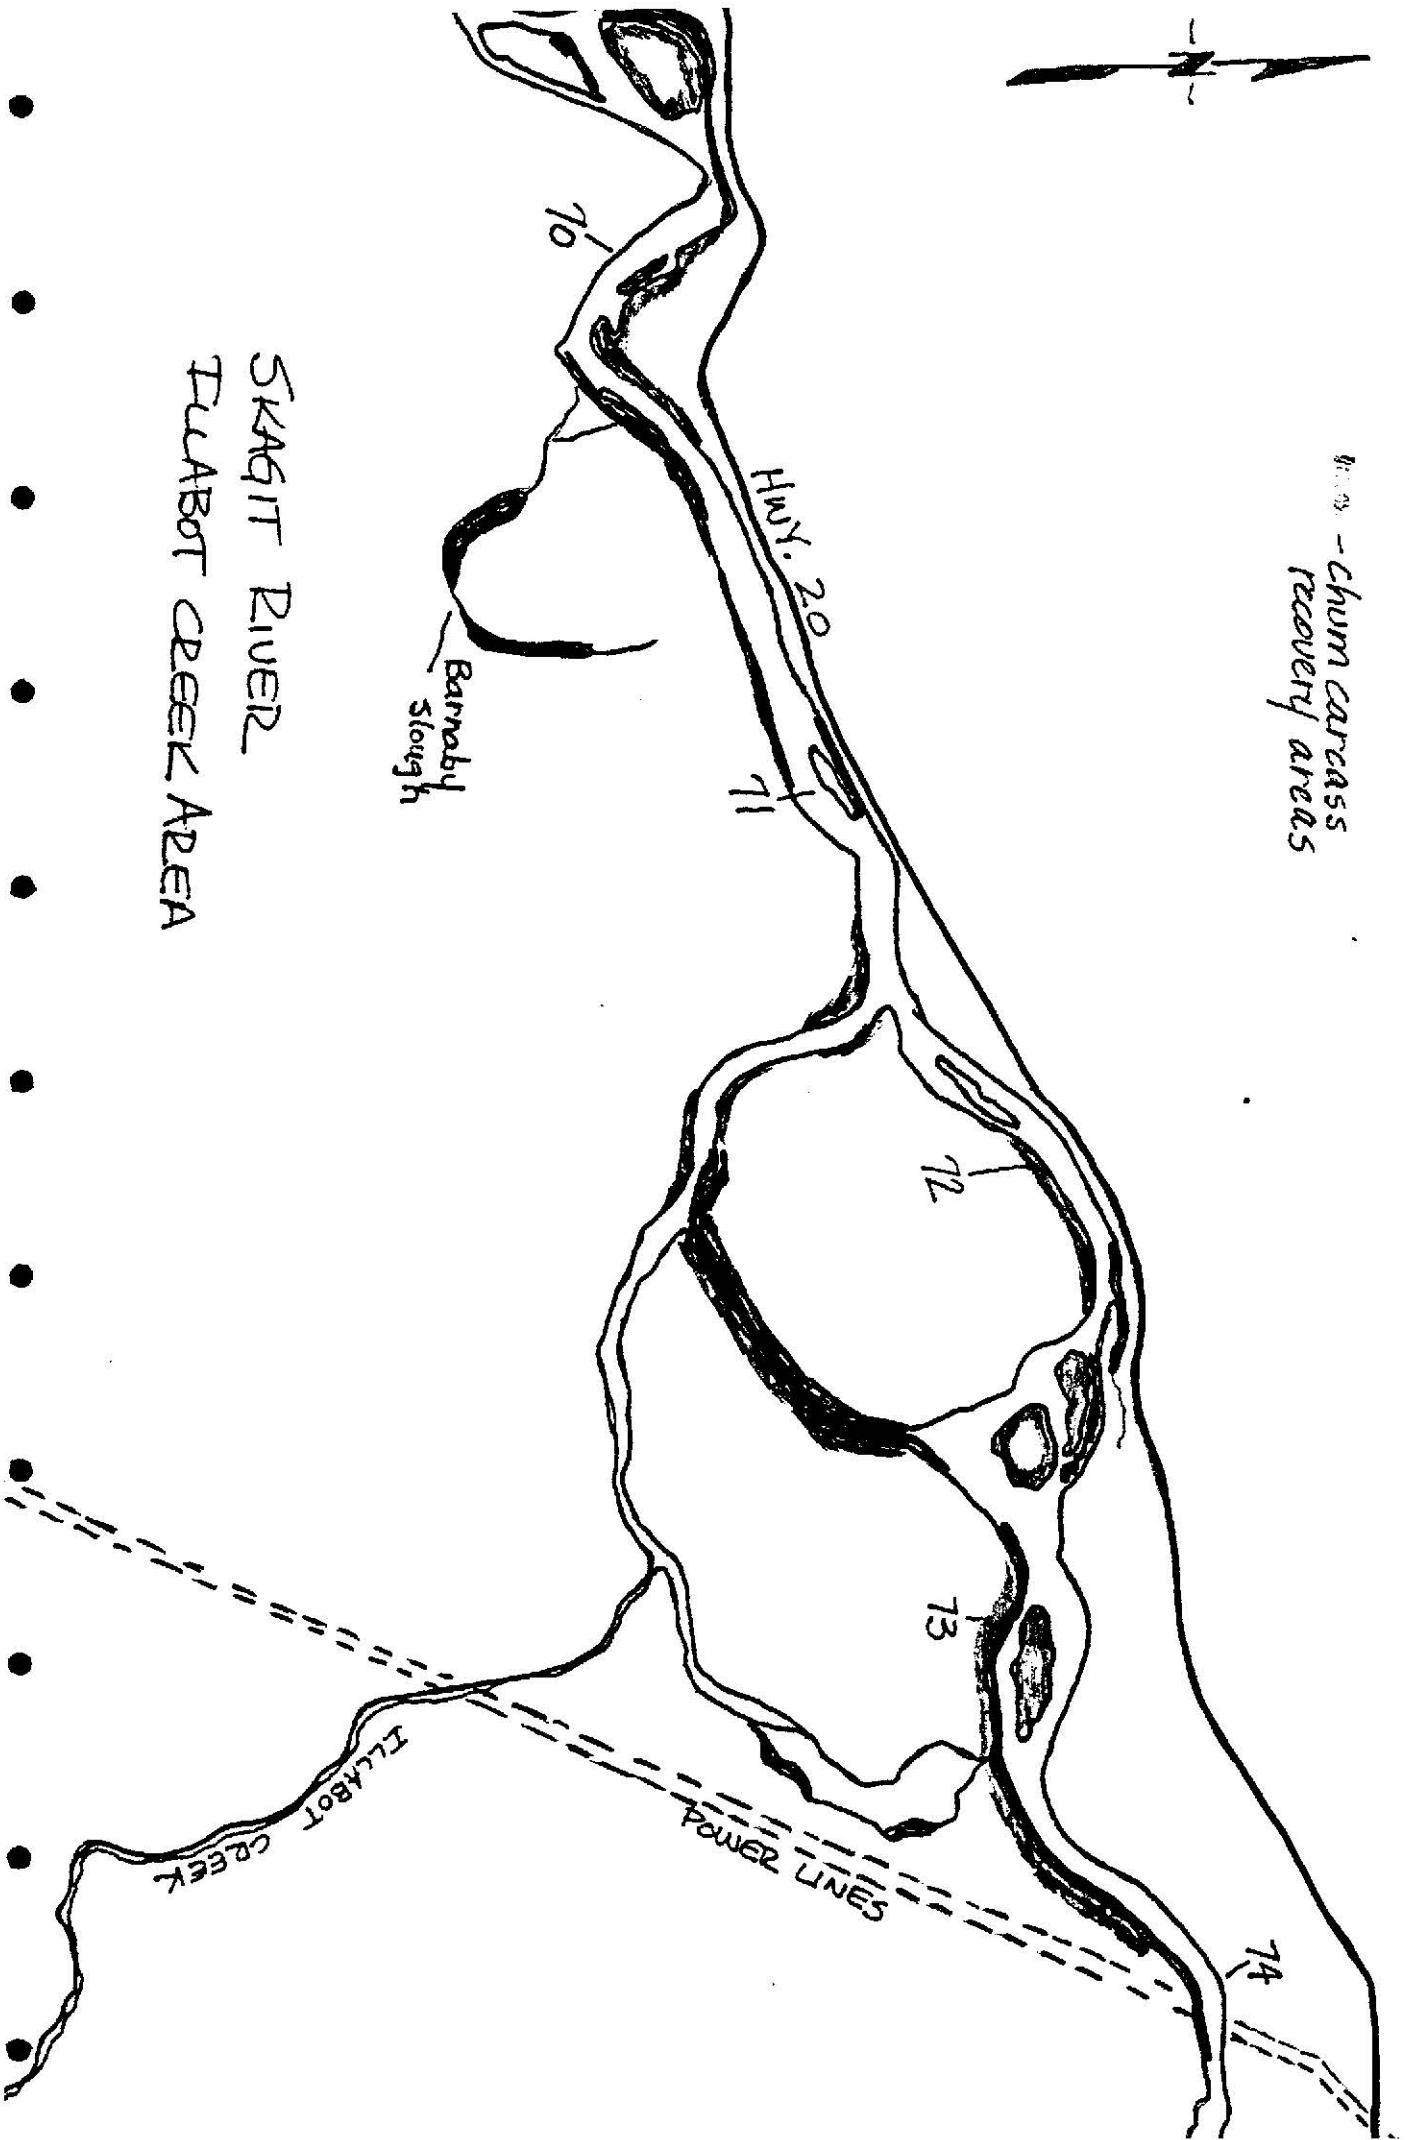 N
- chum carcass
recovery areas
HWY. 20
70
71
72
73
74
Barnaby
Slough
POWER LINES
ILLABOT CREEK
SKAGIT RIVER
ILLABOT CREEK AREA